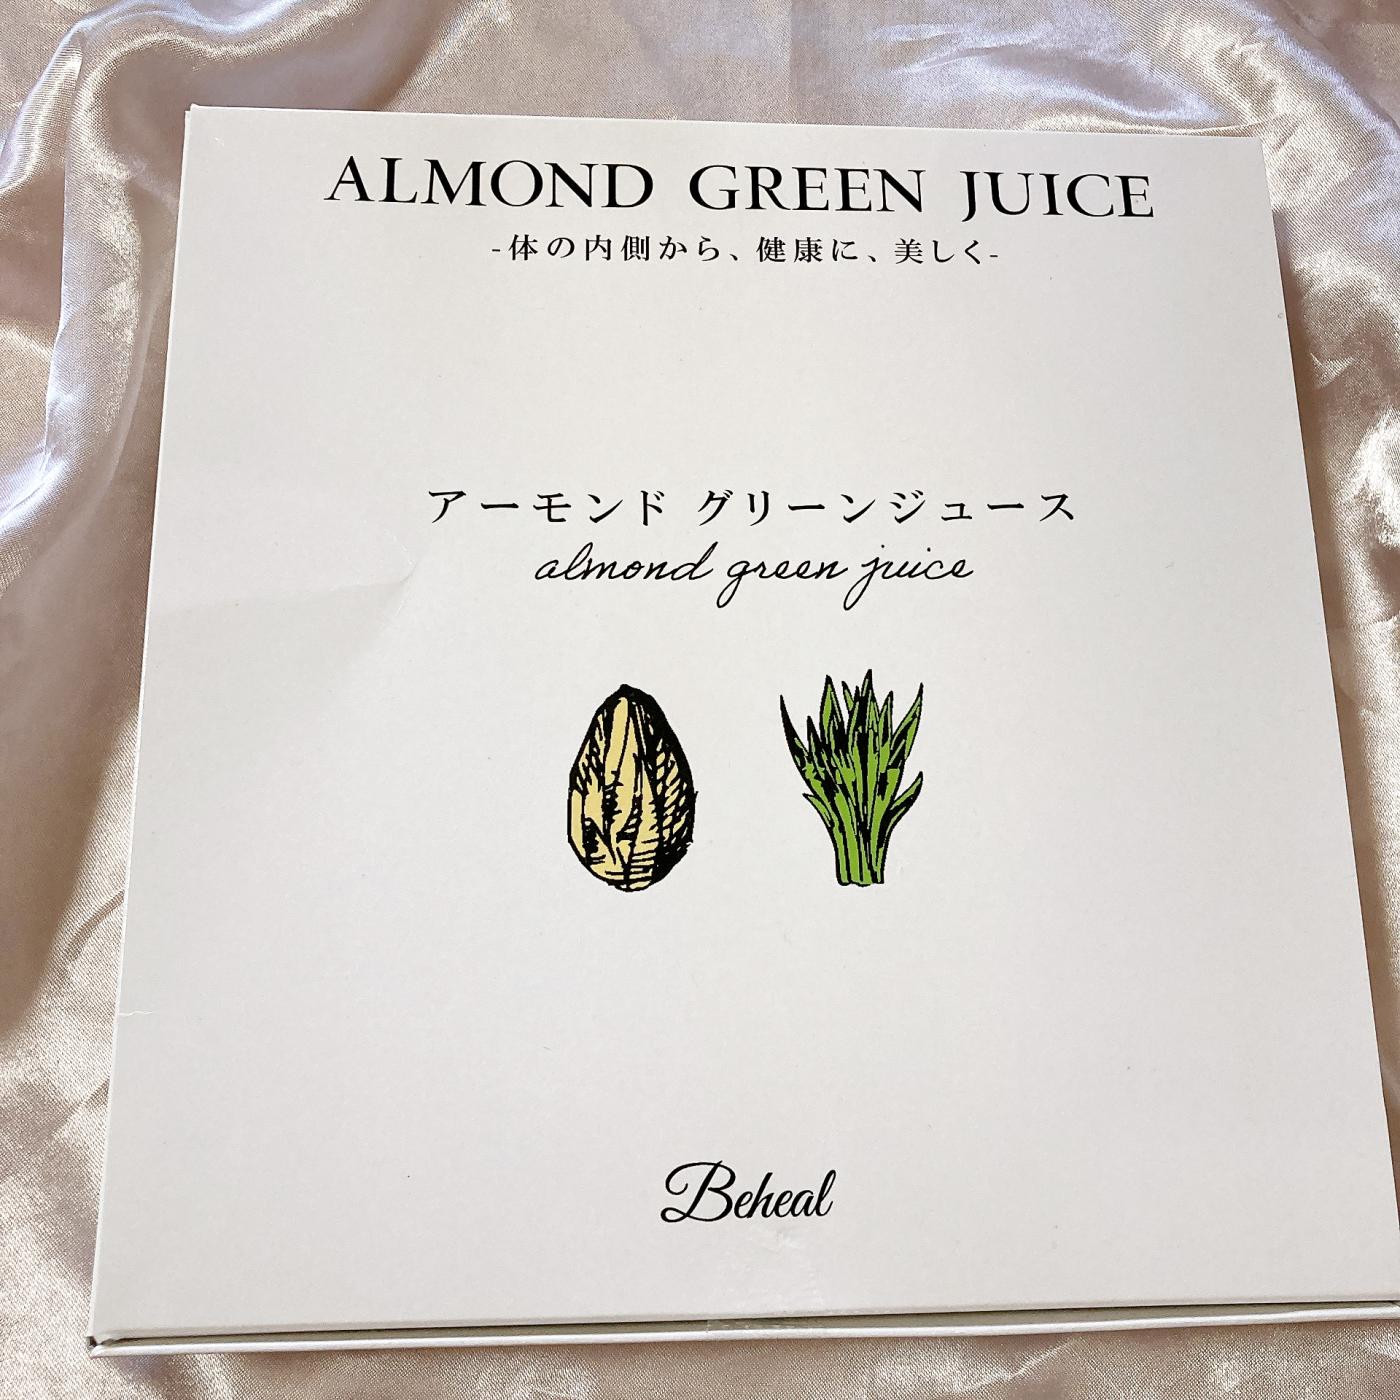 ALMOND GREEN JUICE
-体の内側から、健康に、美しく-
アーモンド グリーンジュース
almond green juice
Beheal